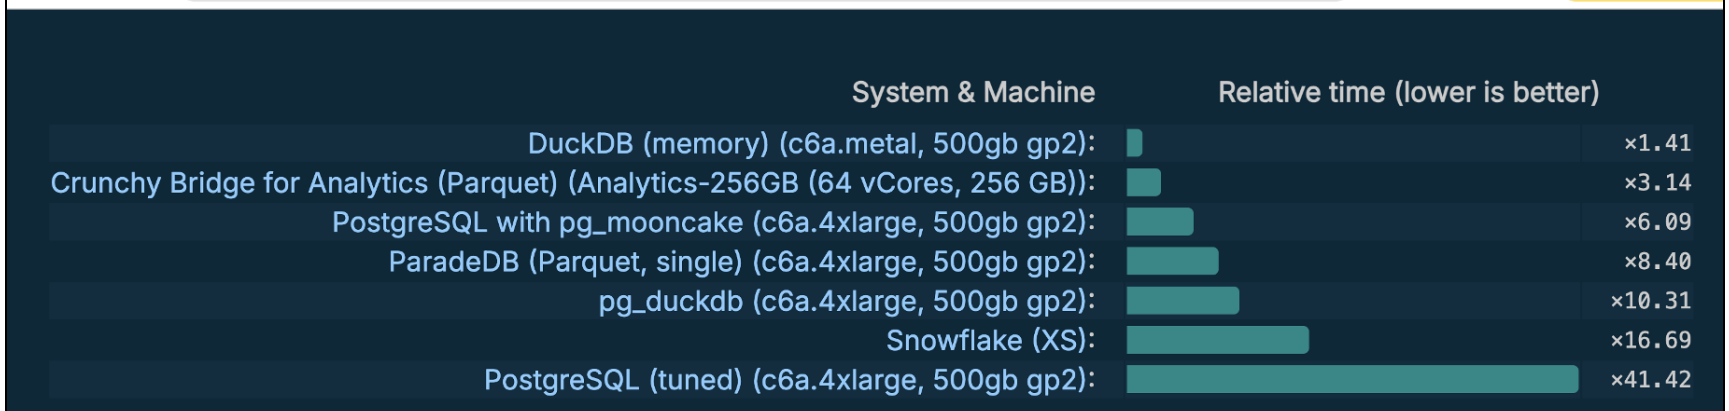 System & Machine Relative time (lower is better)
DuckDB (memory) (c6a.metal, 500gb gp2): ×1.41
Crunchy Bridge for Analytics (Parquet) (Analytics-256GB (64 vCores, 256 GB)): ×3.14
PostgreSQL with pg_mooncake (c6a.4xlarge, 500gb gp2): ×6.09
ParadeDB (Parquet, single) (c6a.4xlarge, 500gb gp2): ×8.40
pg_duckdb (c6a.4xlarge, 500gb gp2): ×10.31
Snowflake (XS): ×16.69
PostgreSQL (tuned) (c6a.4xlarge, 500gb gp2): ×41.42